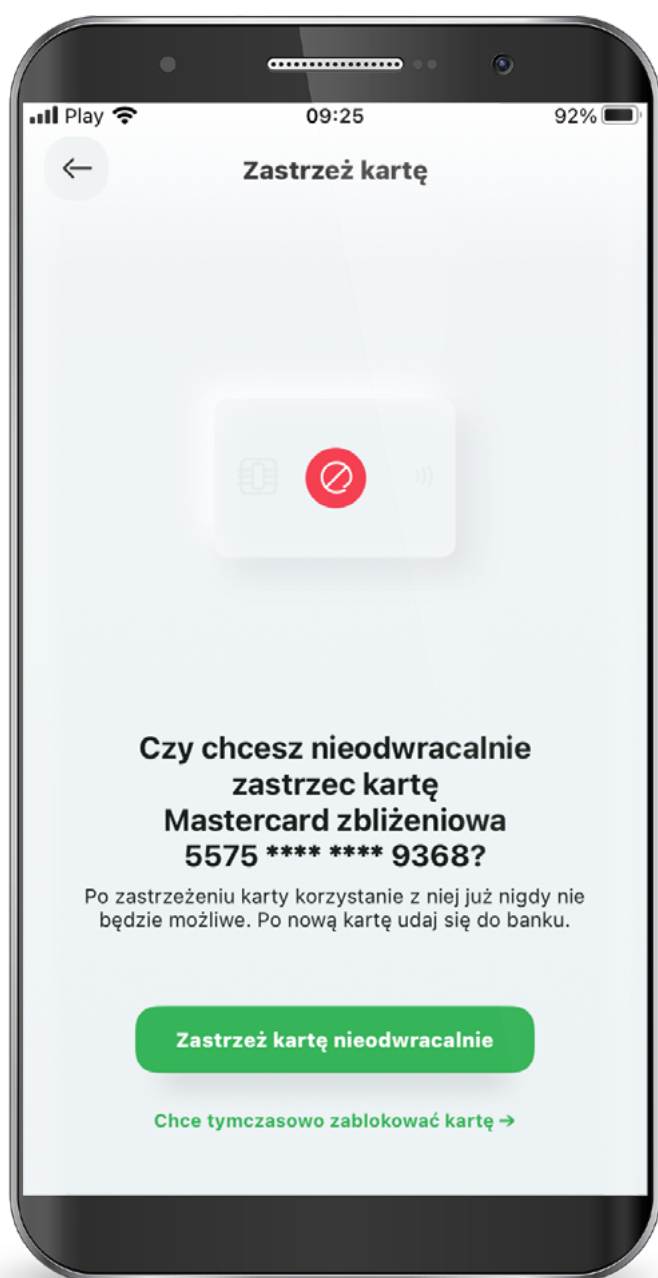 Play 09:25 92%
Zastrzeż kartę
Czy chcesz nieodwracalnie
zastrzec kartę
Mastercard zbliżeniowa
5575 **** **** 9368?
Po zastrzeżeniu karty korzystanie z niej już nigdy nie
będzie możliwe. Po nową kartę udaj się do banku.
Zastrzeż kartę nieodwracalnie
Chce tymczasowo zablokować kartę →